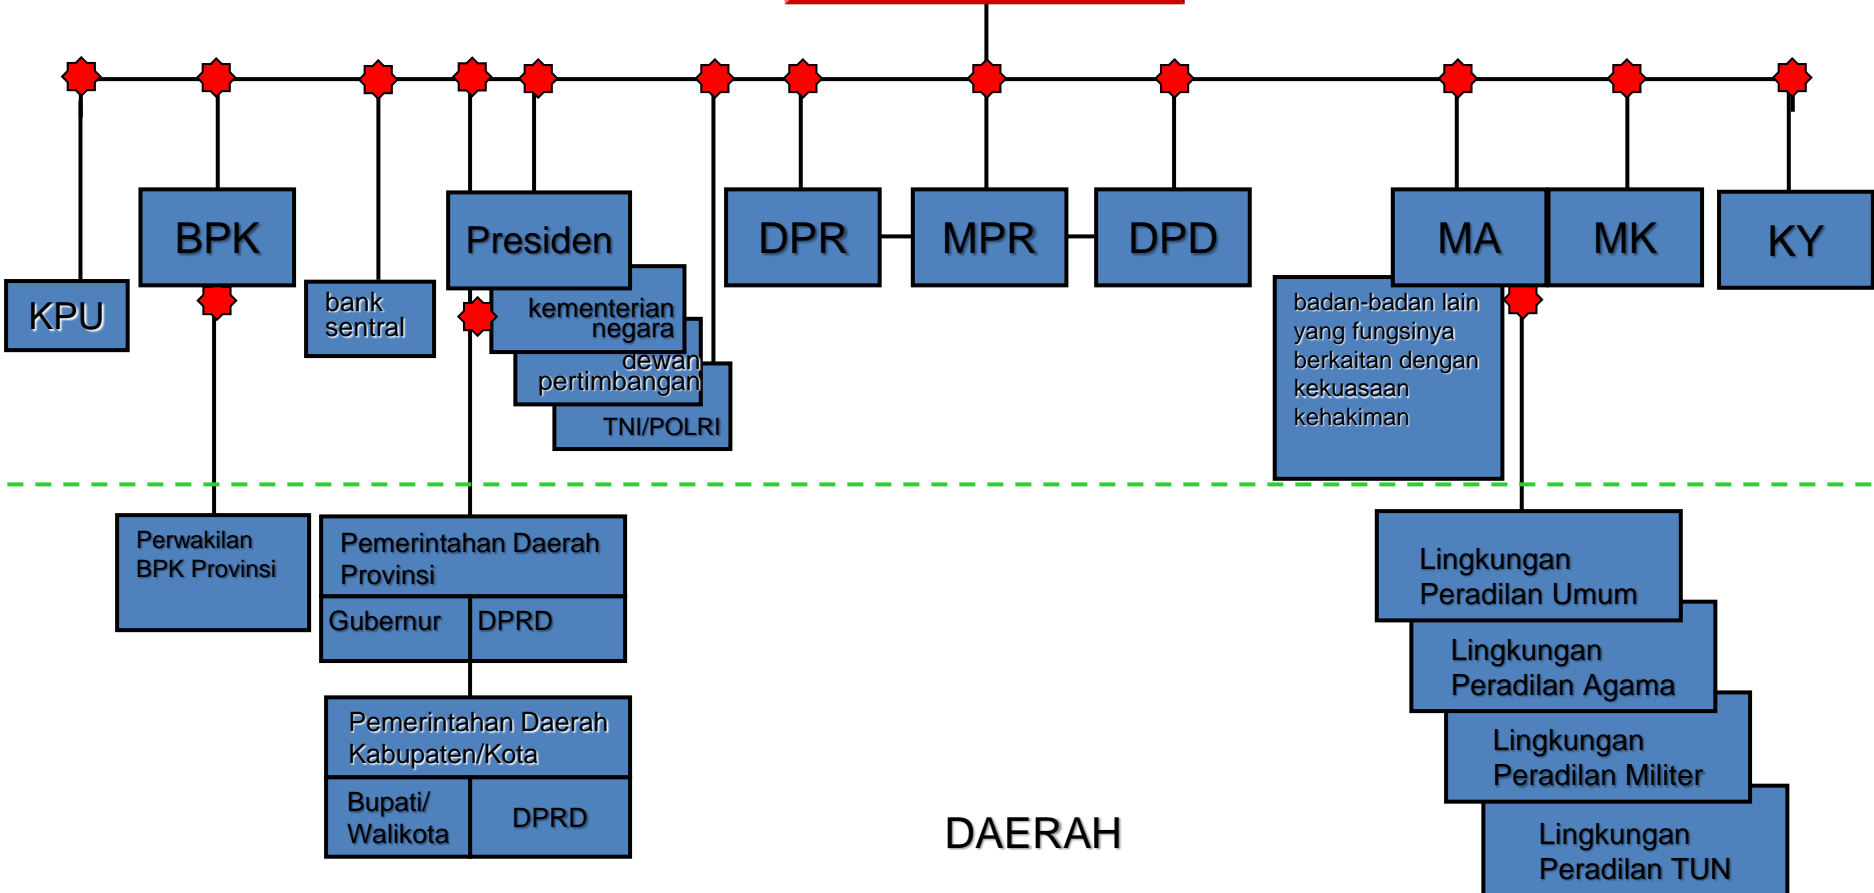 BPK
Presiden
DPR
MPR
DPD
MA
MK
KY
KPU
bank
sentral
kementerian
negara
dewan
pertimbangan
TNI/POLRI
badan-badan lain
yang fungsinya
berkaitan dengan
kekuasaan
kehakiman
Perwakilan
BPK Provinsi
Pemerintahan Daerah
Provinsi
Gubernur
DPRD
Pemerintahan Daerah
Kabupaten/Kota
Bupati/
Walikota
DPRD
DAERAH
Lingkungan
Peradilan Umum
Lingkungan
Peradilan Agama
Lingkungan
Peradilan Militer
Lingkungan
Peradilan TUN